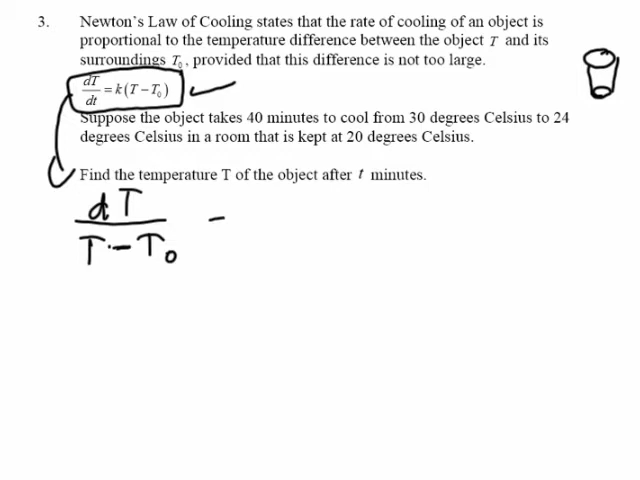 3. Newton's Law of Cooling states that the rate of cooling of an object is
proportional to the temperature difference between the object T and its
surroundings T₀, provided that this difference is not too large.
dT/dt = k(T − T₀)
Suppose the object takes 40 minutes to cool from 30 degrees Celsius to 24
degrees Celsius in a room that is kept at 20 degrees Celsius.
Find the temperature T of the object after t minutes.
dT/(T − T₀) =